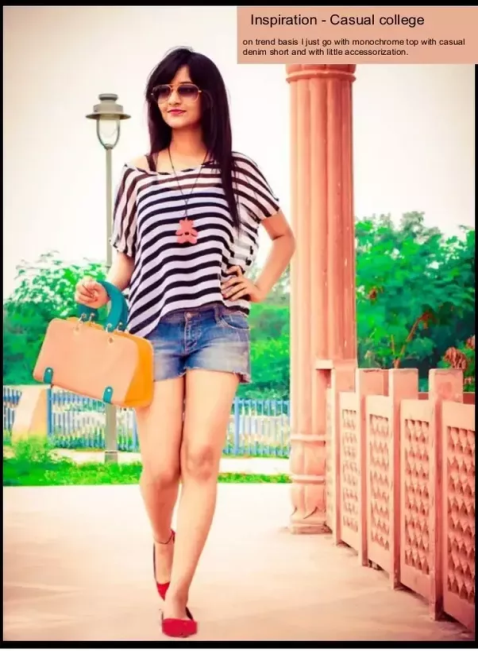 Inspiration - Casual college
on trend basis I just go with monochrome top with casual
denim short and with little accessorization.